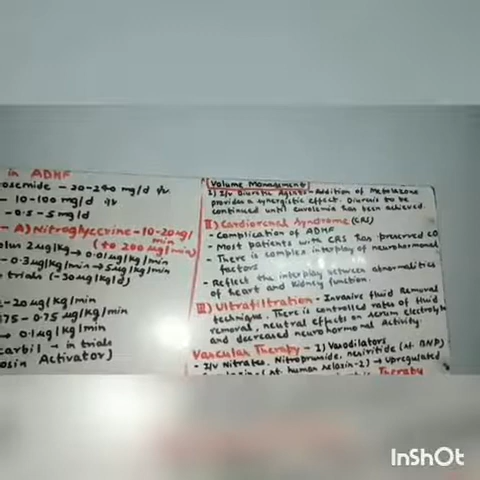 in ADHF
osemide - 20-240 mg/d i/v
- 10-100 mg/d i/v
- 0.5-5 mg/d
- A) Nitroglycerine - 10-20 µg/min
(to 200 µg/min)
olus 2 µg/kg → 0.01 µg/kg/min
- 0.3 µg/kg/min → 5 µg/kg/min
trials (-30 µg/kg/d)
2-20 µg/kg/min
375-0.75 µg/kg/min
→ 0.1 µg/kg/min
carbil - in trials
osin Activator)
Volume Management
I) I/v Diuretic Agents - Addition of Metolazone
provides a synergistic effect. Diuresis to be
continued until euvolemia has been achieved.
II) Cardiorenal Syndrome (CRS)
- Complication of ADHF
- Most patients with CRS has preserved CO
- There is complex interplay of neurohormonal
factors
- Reflect the interplay between abnormalities
of heart and kidney function.
III) Ultrafiltration - Invasive fluid Removal
technique. There is controlled rates of fluid
removal, neutral effects on serum electrolyte
and decreased neurohormonal activity.
Vascular Therapy - I) Vasodilators
- I/v Nitrates, Nitroprusside, nesiritide (rt. BNP)
(rt. human relaxin-2) → upregulated
Therapy
InShOt